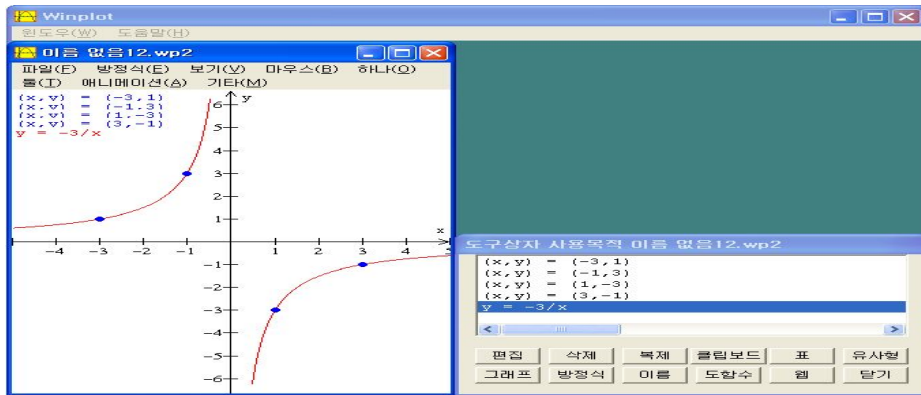 Winplot
윈도우(W) 도움말(H)
이름 없음12.wp2
파일(F) 방정식(E) 보기(V) 마우스(B) 하나(O)
툴(T) 애니메이션(A) 기타(M)
(x,y) = (-3,1)
(x,y) = (-1,3)
(x,y) = (1,-3)
(x,y) = (3,-1)
y = -3/x
y
6
5
4
3
2
1
x
-4 -3 -2 -1 1 2 3 4 5
-1
-2
-3
-4
-5
-6
도구상자 사용목적 이름 없음12.wp2
(x,y) = (-3,1)
(x,y) = (-1,3)
(x,y) = (1,-3)
(x,y) = (3,-1)
y = -3/x
편집 삭제 복제 클립보드 표 유사형
그래프 방정식 이름 도함수 웹 닫기